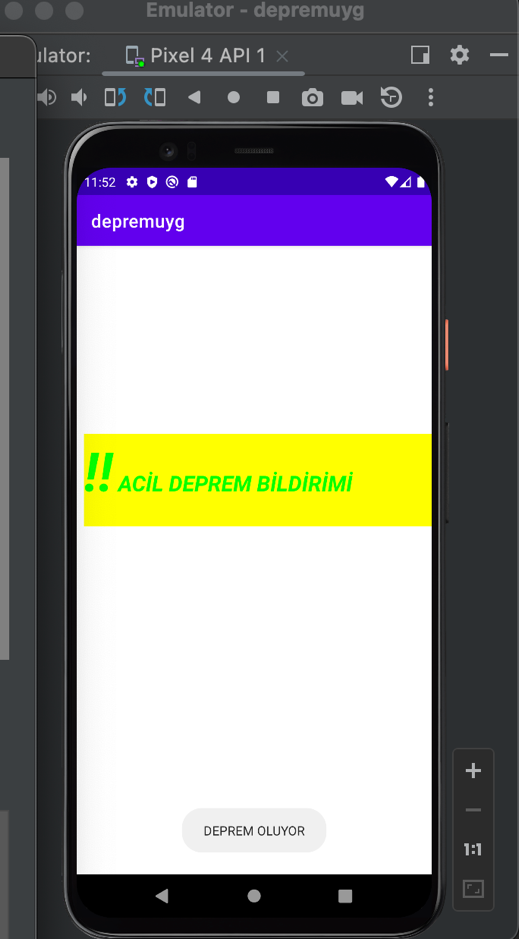 Emulator - depremuyg
ulator: Pixel 4 API 1
11:52
depremuyg
!! ACİL DEPREM BİLDİRİMİ
DEPREM OLUYOR
1:1